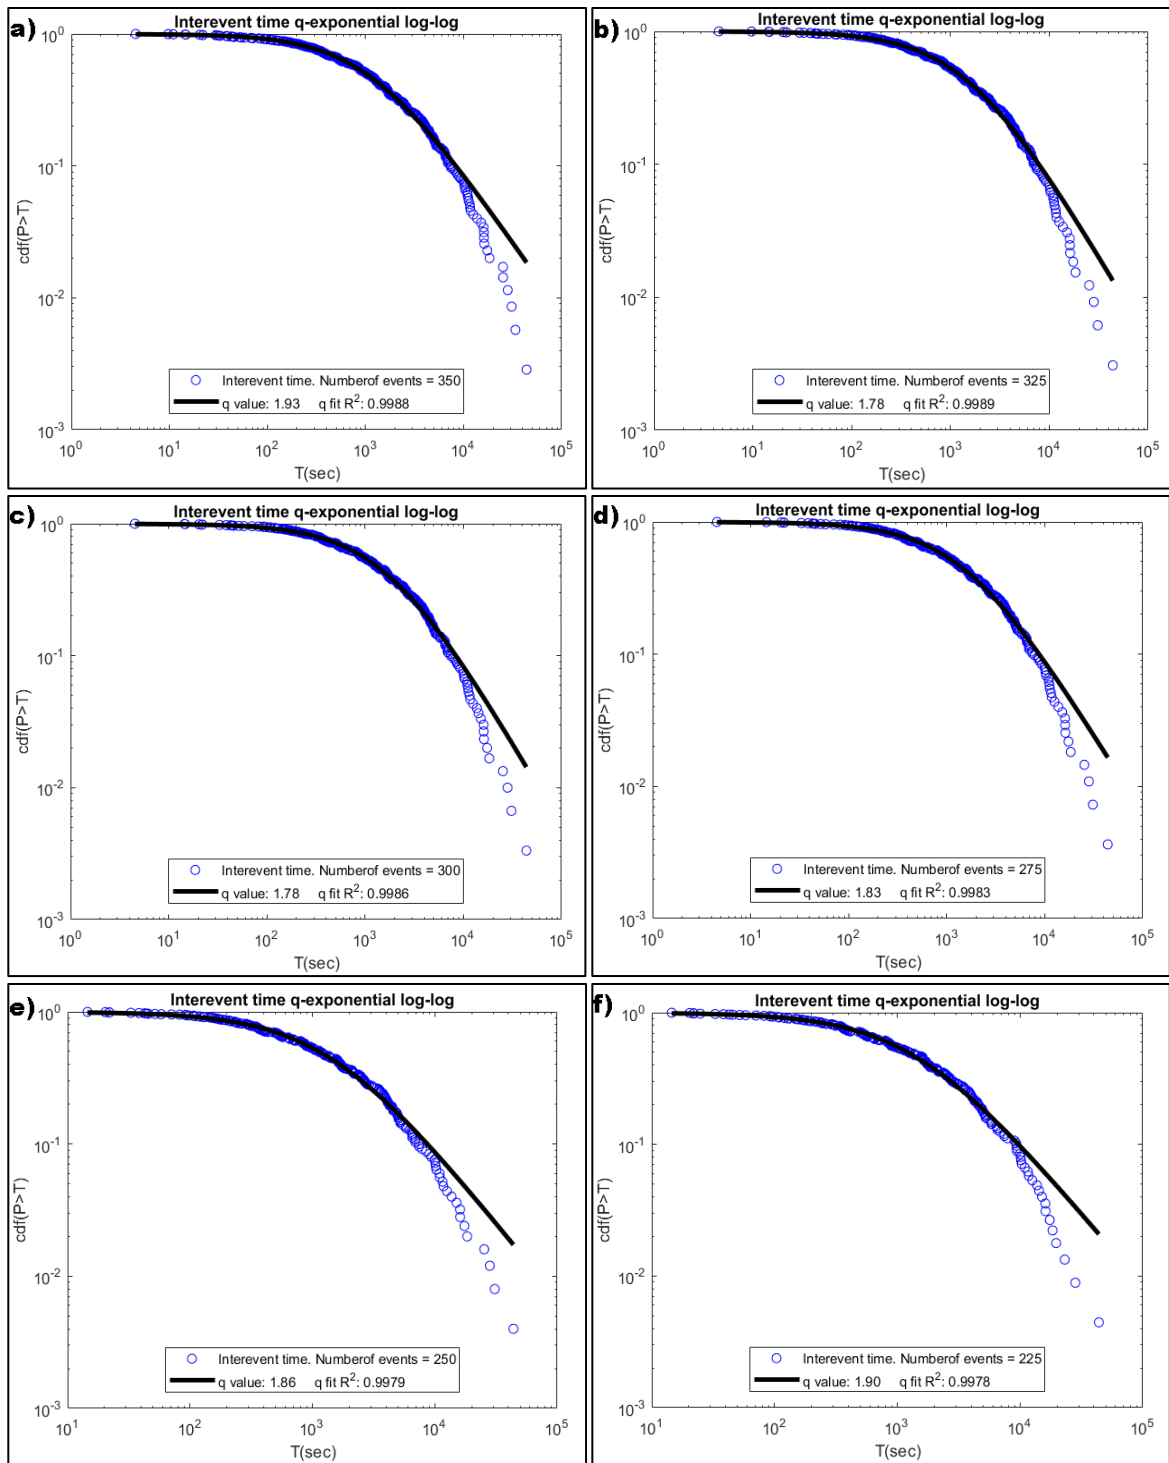 a)
Interevent time q-exponential log-log
10^0
10^-1
10^-2
10^-3
cdf(P>T)
Interevent time. Numberof events = 350
q value: 1.93 q fit R^2: 0.9988
10^0 10^1 10^2 10^3 10^4 10^5
T(sec)
b)
Interevent time q-exponential log-log
10^0
10^-1
10^-2
10^-3
cdf(P>T)
Interevent time. Numberof events = 325
q value: 1.78 q fit R^2: 0.9989
10^0 10^1 10^2 10^3 10^4 10^5
T(sec)
c)
Interevent time q-exponential log-log
10^0
10^-1
10^-2
10^-3
cdf(P>T)
Interevent time. Numberof events = 300
q value: 1.78 q fit R^2: 0.9986
10^0 10^1 10^2 10^3 10^4 10^5
T(sec)
d)
Interevent time q-exponential log-log
10^0
10^-1
10^-2
10^-3
cdf(P>T)
Interevent time. Numberof events = 275
q value: 1.83 q fit R^2: 0.9983
10^0 10^1 10^2 10^3 10^4 10^5
T(sec)
e)
Interevent time q-exponential log-log
10^0
10^-1
10^-2
10^-3
cdf(P>T)
Interevent time. Numberof events = 250
q value: 1.86 q fit R^2: 0.9979
10^1 10^2 10^3 10^4 10^5
T(sec)
f)
Interevent time q-exponential log-log
10^0
10^-1
10^-2
10^-3
cdf(P>T)
Interevent time. Numberof events = 225
q value: 1.90 q fit R^2: 0.9978
10^1 10^2 10^3 10^4 10^5
T(sec)